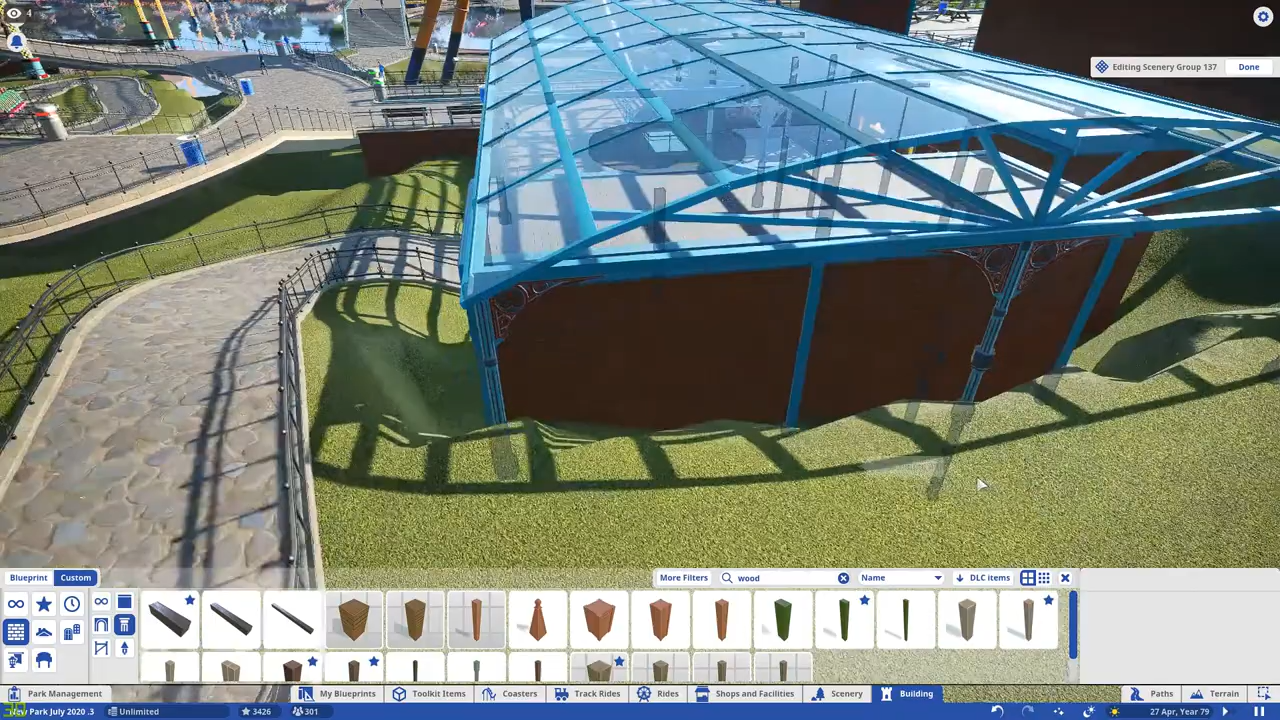 4
Editing Scenery Group 137 Done
Blueprint Custom More Filters wood Name DLC items
Park Management My Blueprints Toolkit Items Coasters Track Rides Rides Shops and Facilities Scenery Building Paths Terrain
New Park July 2020 .3 Unlimited 3426 301 27 Apr, Year 79